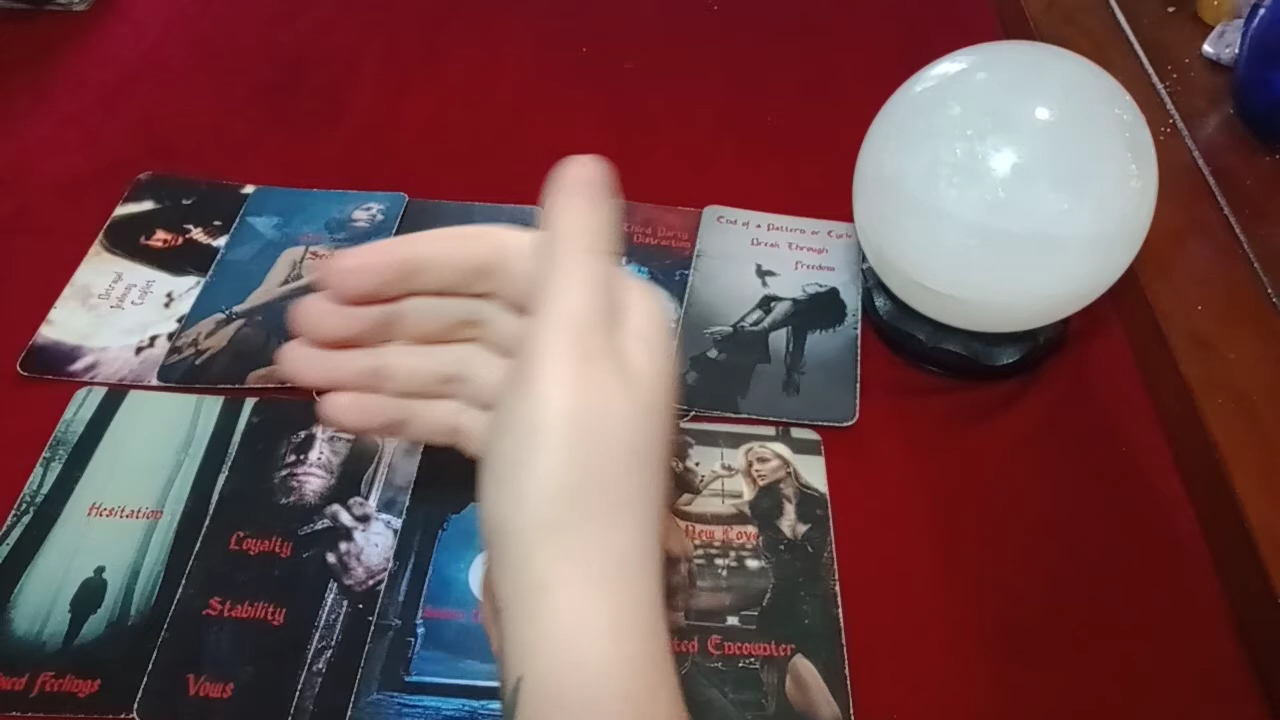 Betrayal
Jealousy
Conflict
Third Party
Distraction
End of a Pattern or Cycle
Break Through
Freedom
Hesitation
Feelings
Loyalty
Stability
Vows
New Love
Encounter